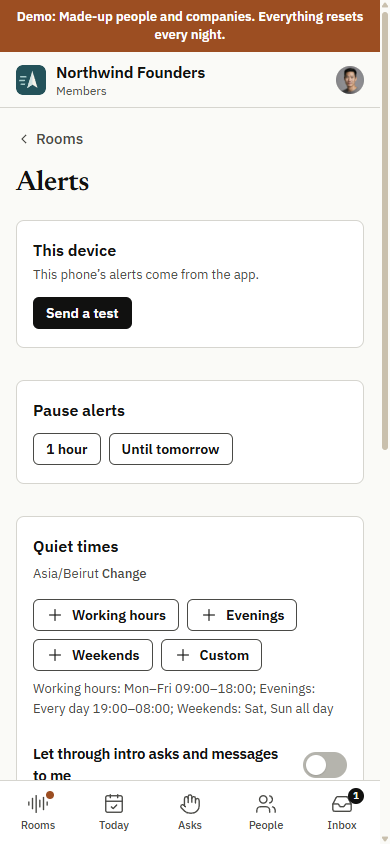 Demo: Made-up people and companies. Everything resets
every night.
Northwind Founders
Members
Rooms
Alerts
This device
This phone’s alerts come from the app.
Send a test
Pause alerts
1 hour
Until tomorrow
Quiet times
Asia/Beirut Change
Working hours
Evenings
Weekends
Custom
Working hours: Mon–Fri 09:00–18:00; Evenings:
Every day 19:00–08:00; Weekends: Sat, Sun all day
Let through intro asks and messages
to me
1
Rooms
Today
Asks
People
Inbox